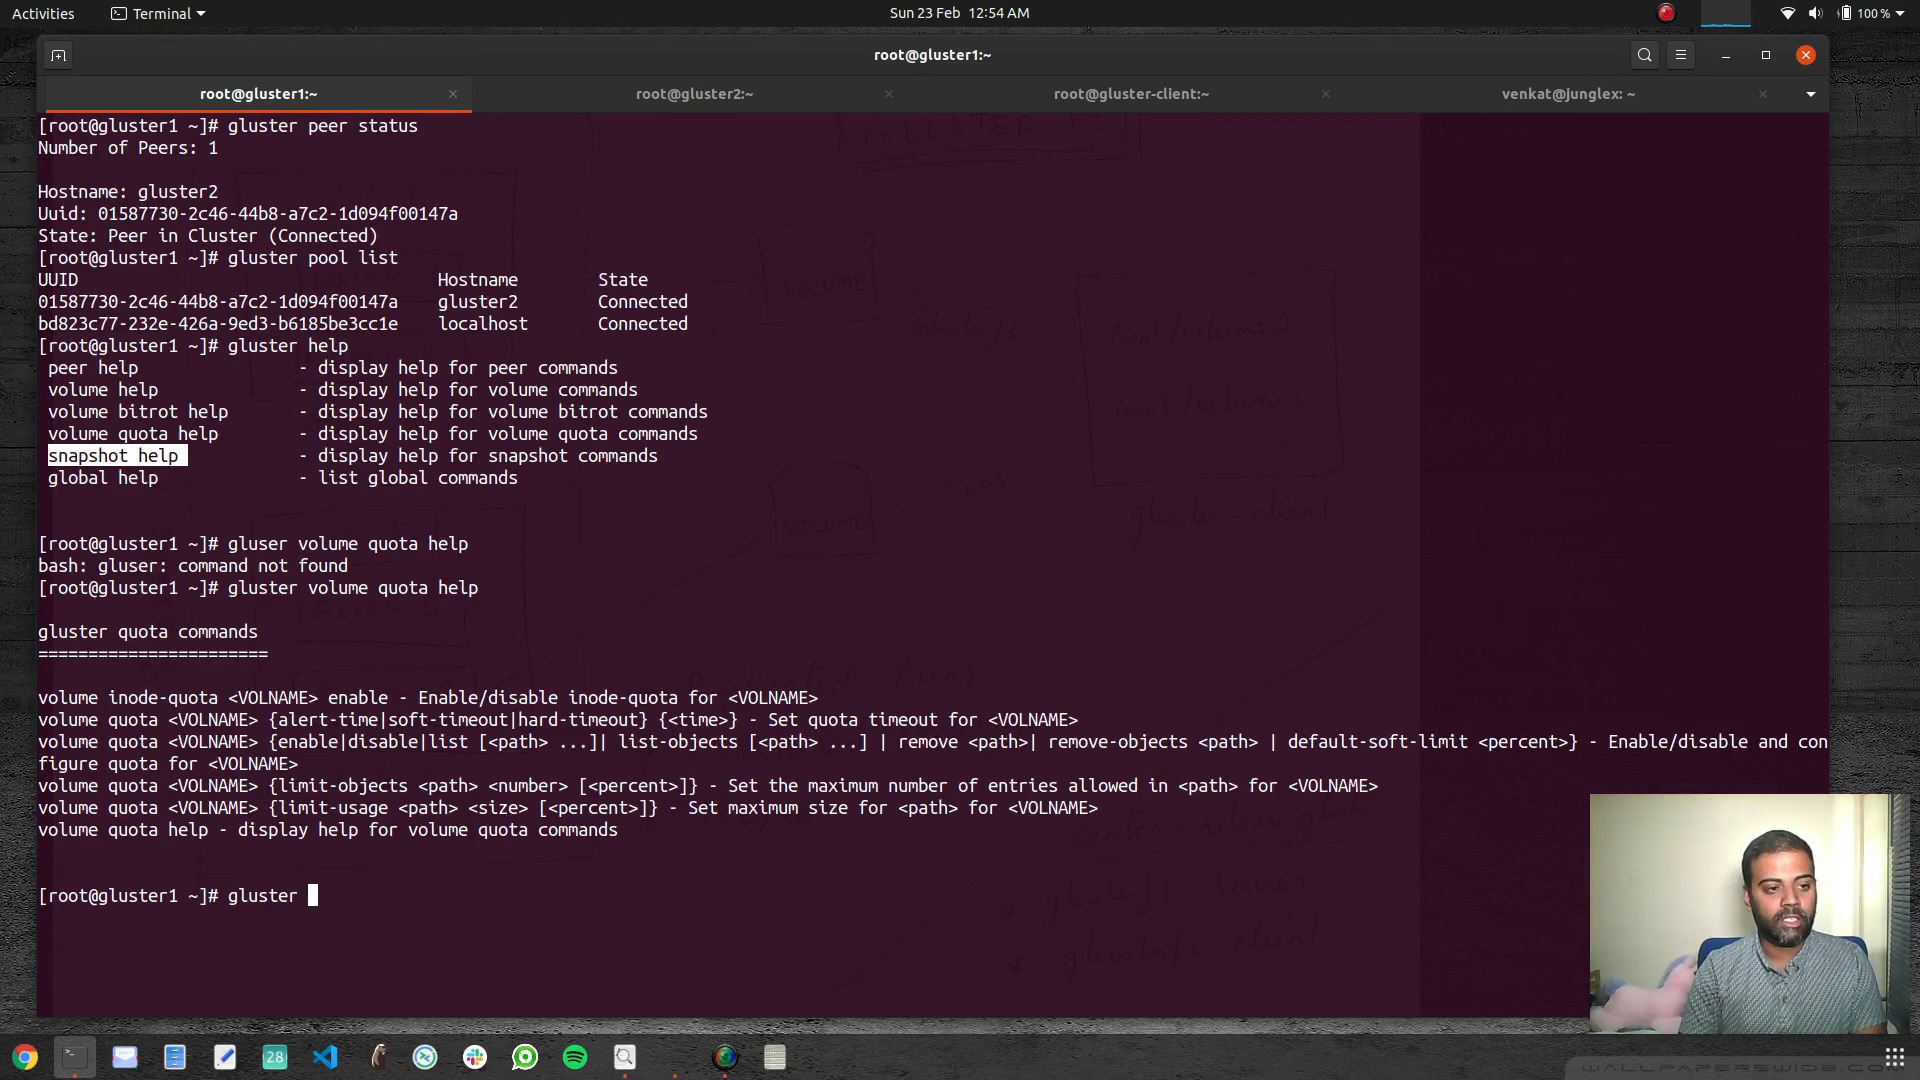 Activities
Terminal
Sun 23 Feb 12:54 AM
100 %
root@gluster1:~
root@gluster1:~
root@gluster2:~
root@gluster-client:~
venkat@junglex: ~
[root@gluster1 ~]# gluster peer status
Number of Peers: 1
Hostname: gluster2
Uuid: 01587730-2c46-44b8-a7c2-1d094f00147a
State: Peer in Cluster (Connected)
[root@gluster1 ~]# gluster pool list
UUID Hostname State
01587730-2c46-44b8-a7c2-1d094f00147a gluster2 Connected
bd823c77-232e-426a-9ed3-b6185be3cc1e localhost Connected
[root@gluster1 ~]# gluster help
peer help - display help for peer commands
volume help - display help for volume commands
volume bitrot help - display help for volume bitrot commands
volume quota help - display help for volume quota commands
snapshot help - display help for snapshot commands
global help - list global commands
[root@gluster1 ~]# gluser volume quota help
bash: gluser: command not found
[root@gluster1 ~]# gluster volume quota help
gluster quota commands
=======================
volume inode-quota <VOLNAME> enable - Enable/disable inode-quota for <VOLNAME>
volume quota <VOLNAME> {alert-time|soft-timeout|hard-timeout} {<time>} - Set quota timeout for <VOLNAME>
volume quota <VOLNAME> {enable|disable|list [<path> ...]| list-objects [<path> ...] | remove <path>| remove-objects <path> | default-soft-limit <percent>} - Enable/disable and con
figure quota for <VOLNAME>
volume quota <VOLNAME> {limit-objects <path> <number> [<percent>]} - Set the maximum number of entries allowed in <path> for <VOLNAME>
volume quota <VOLNAME> {limit-usage <path> <size> [<percent>]} - Set maximum size for <path> for <VOLNAME>
volume quota help - display help for volume quota commands
[root@gluster1 ~]# gluster
VOLUME
VOLUME
NFS
gluster-client
28
WALLPAPERSWIDE.COM